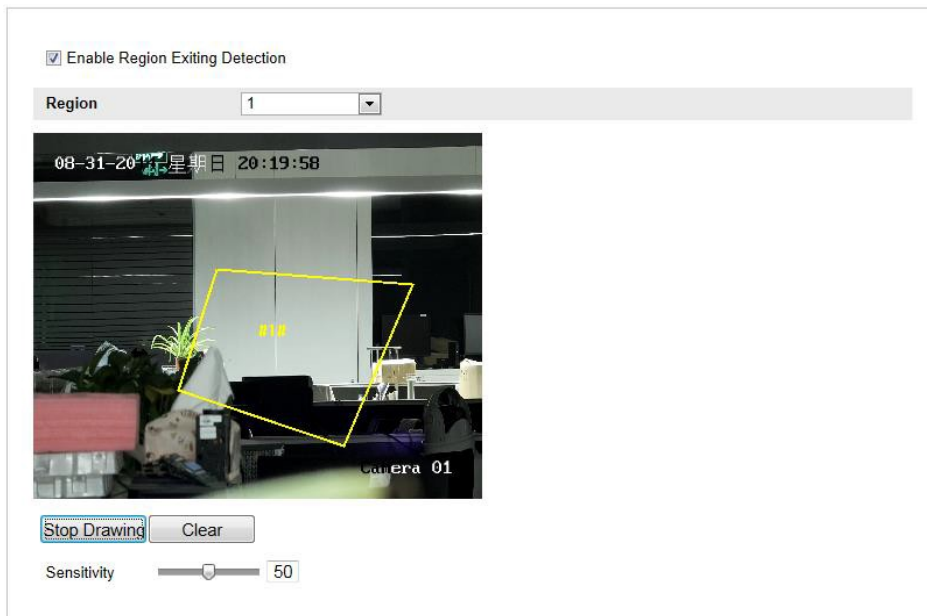 Enable Region Exiting Detection
Region 1
08-31-20 星期日 20:19:58
#1#
Camera 01
Stop Drawing Clear
Sensitivity 50